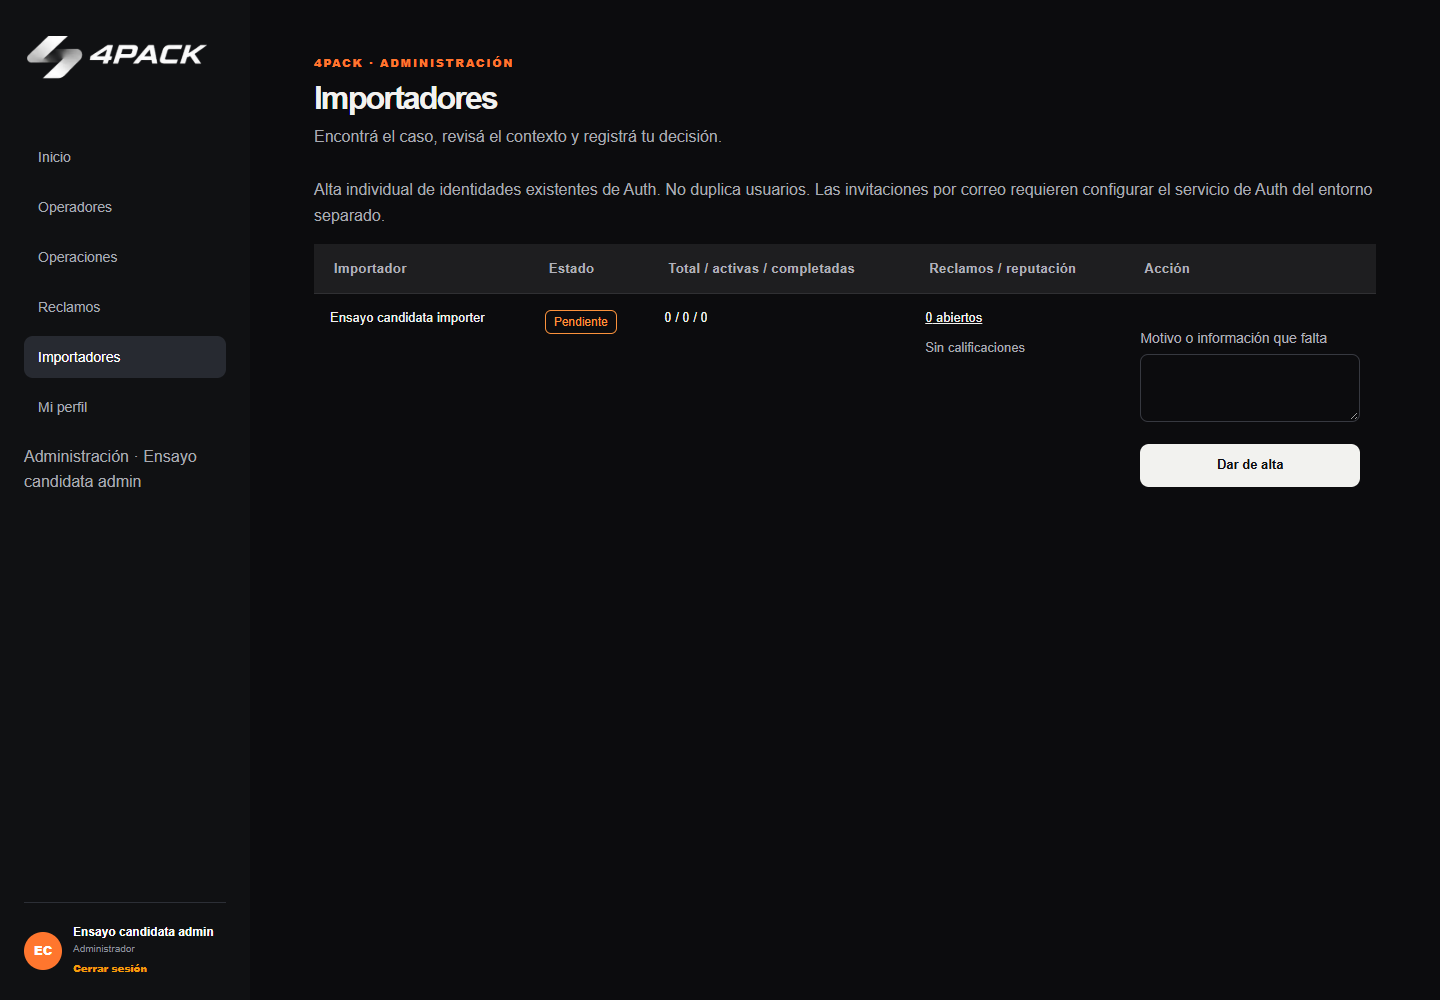 4PACK
Inicio
Operadores
Operaciones
Reclamos
Importadores
Mi perfil
Administración · Ensayo
candidata admin
EC
Ensayo candidata admin
Administrador
Cerrar sesión
4PACK · ADMINISTRACIÓN
Importadores
Encontrá el caso, revisá el contexto y registrá tu decisión.
Alta individual de identidades existentes de Auth. No duplica usuarios. Las invitaciones por correo requieren configurar el servicio de Auth del entorno
separado.
Importador Estado Total / activas / completadas Reclamos / reputación Acción
Ensayo candidata importer Pendiente 0 / 0 / 0 0 abiertos
Sin calificaciones
Motivo o información que falta
Dar de alta